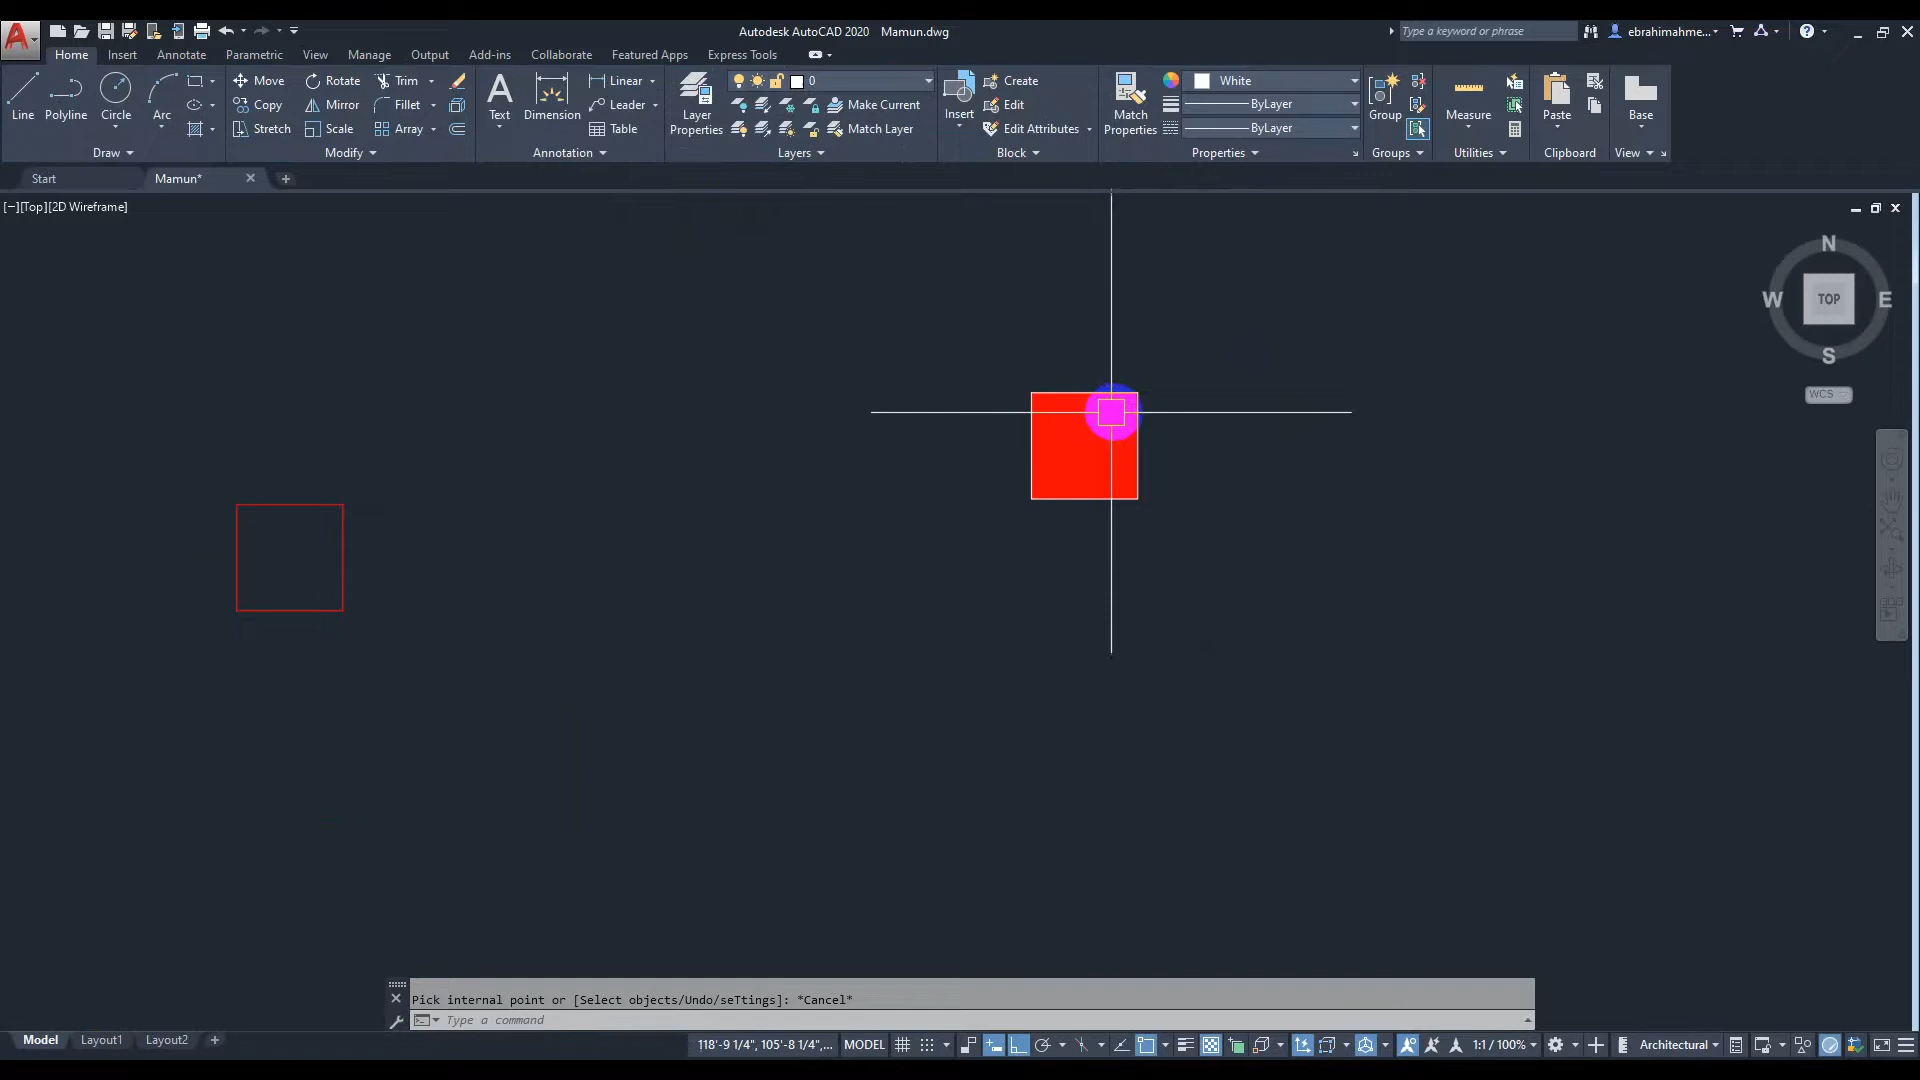 Autodesk AutoCAD 2020 Mamun.dwg
Type a keyword or phrase
ebrahimahme...
Home Insert Annotate Parametric View Manage Output Add-ins Collaborate Featured Apps Express Tools
Line Polyline Circle Arc
Draw
Move Rotate Trim
Copy Mirror Fillet
Stretch Scale Array
Modify
Text Dimension
Linear
Leader
Table
Annotation
Layer Properties
0
Make Current
Match Layer
Layers
Insert
Create
Edit
Edit Attributes
Block
Match Properties
White
ByLayer
ByLayer
Properties
Group
Groups
Measure
Utilities
Paste
Clipboard
Base
View
Start Mamun*
[−][Top][2D Wireframe]
N
W TOP E
S
WCS
Pick internal point or [Select objects/Undo/seTtings]: *Cancel*
Type a command
Model Layout1 Layout2
118'-9 1/4", 105'-8 1/4",... MODEL 1:1 / 100% Architectural